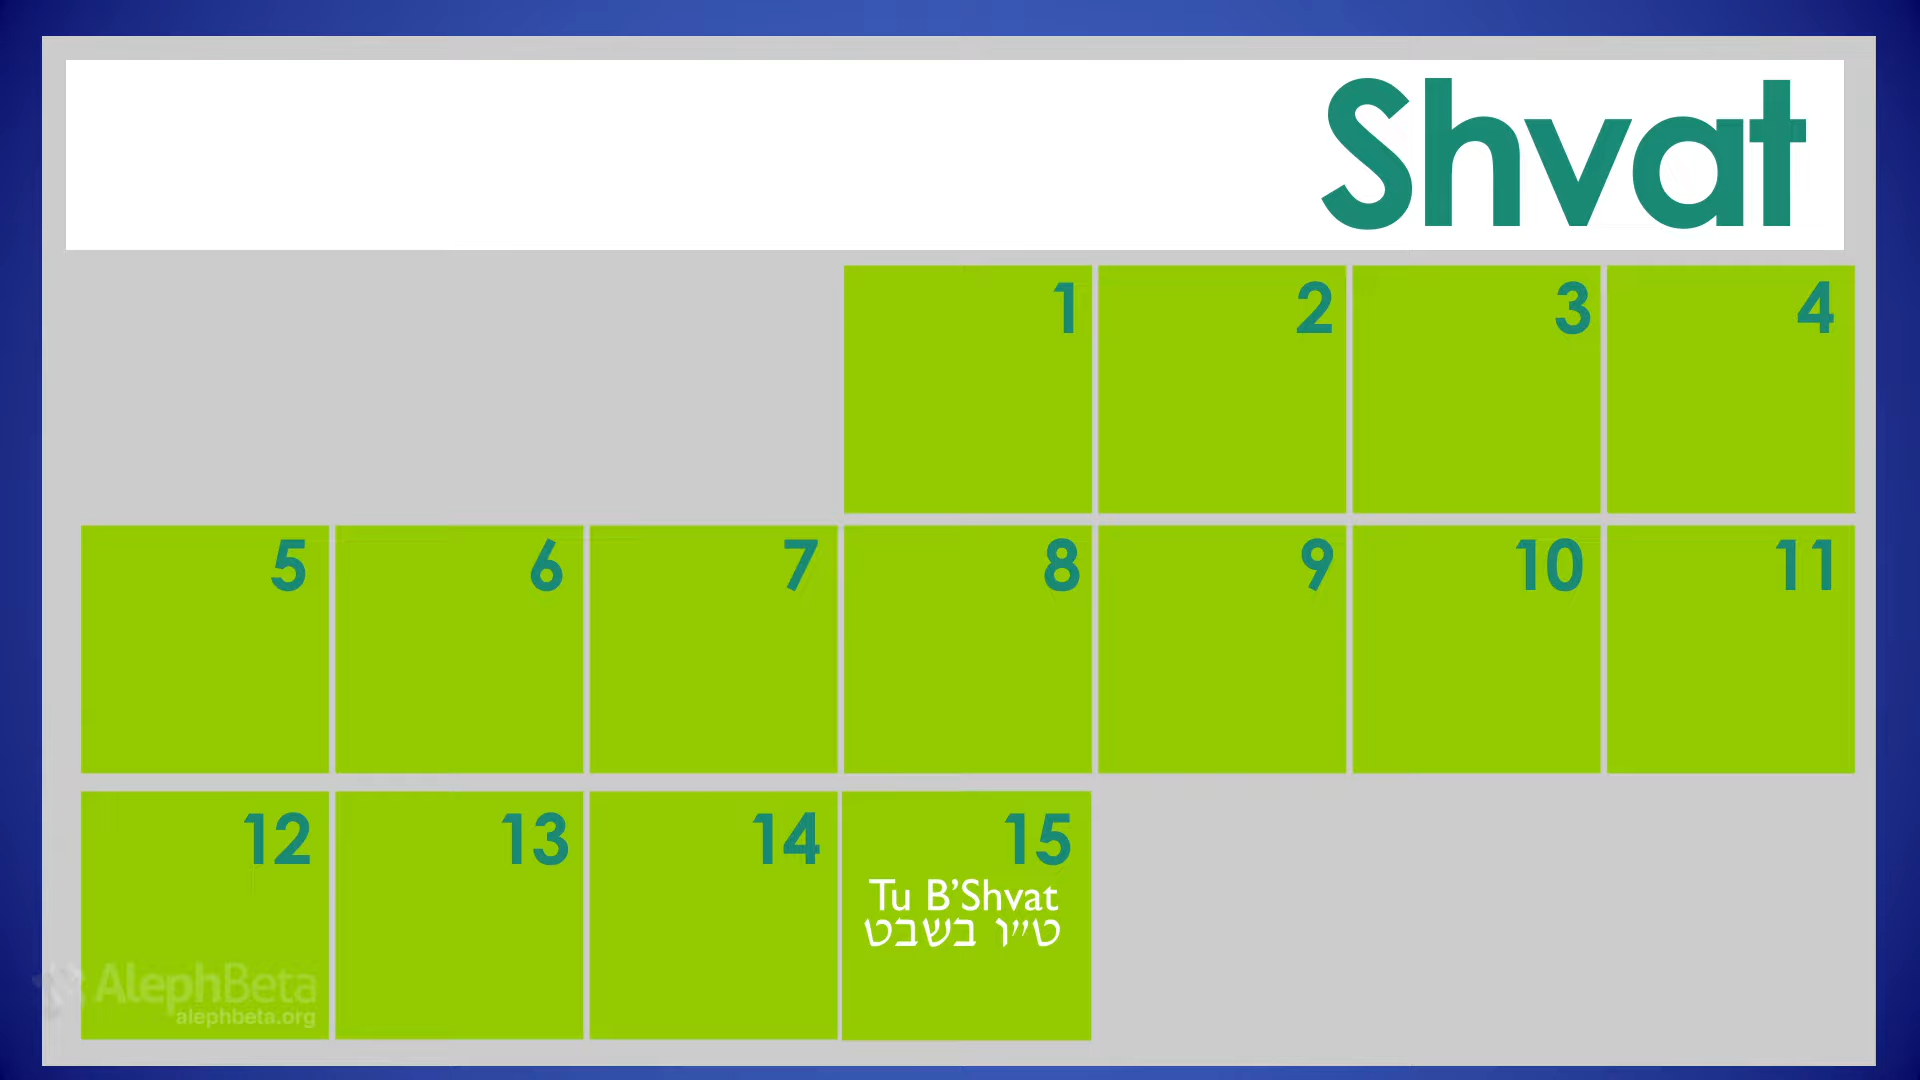 Shvat
1 2 3 4
5 6 7 8 9 10 11
12 13 14 15
Tu B'Shvat
ט״ו בשבט
AlephBeta
alephbeta.org